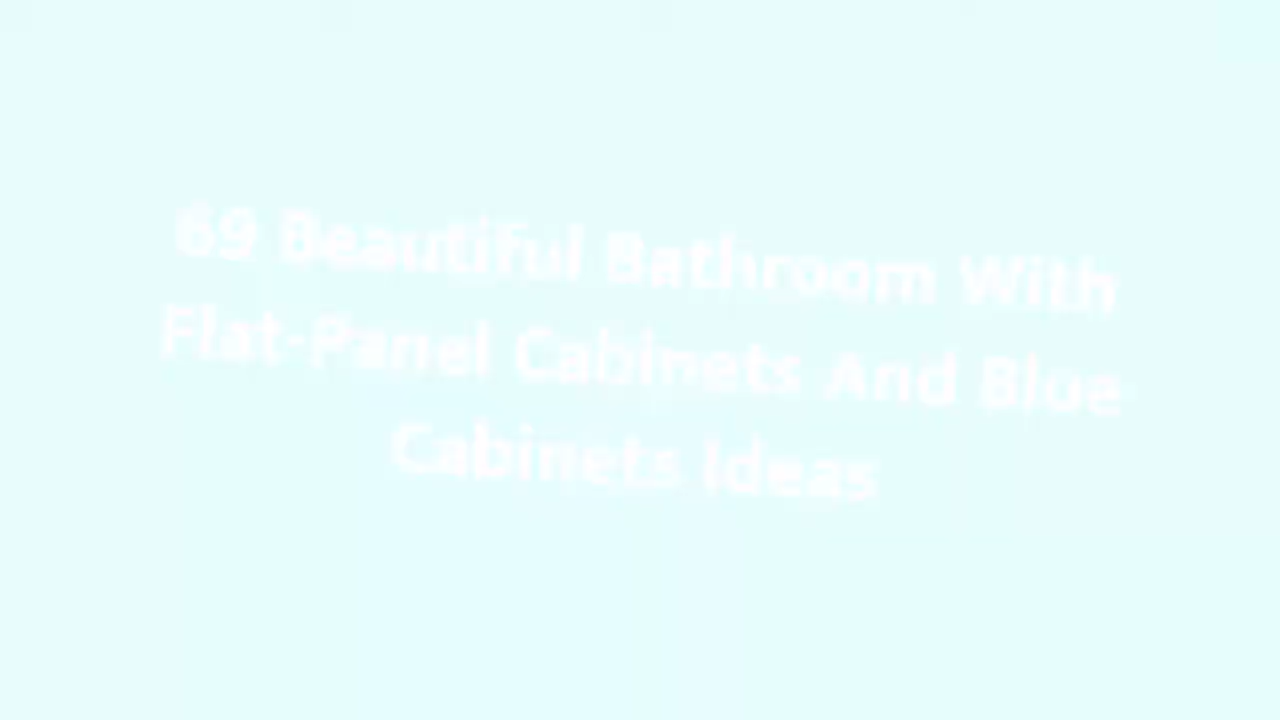 69 Beautiful Bathroom With
Flat-Panel Cabinets And Blue
Cabinets Ideas